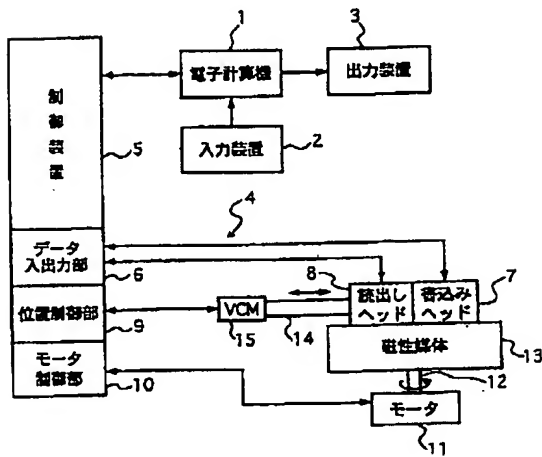 1
3
電子計算機
出力装置
制御装置
5
入力装置
2
4
データ
入出力部
6
8
読出し
ヘッド
書込み
ヘッド
7
位置制御部
9
VCM
15
14
磁性媒体
13
12
モータ
制御部
10
モータ
11